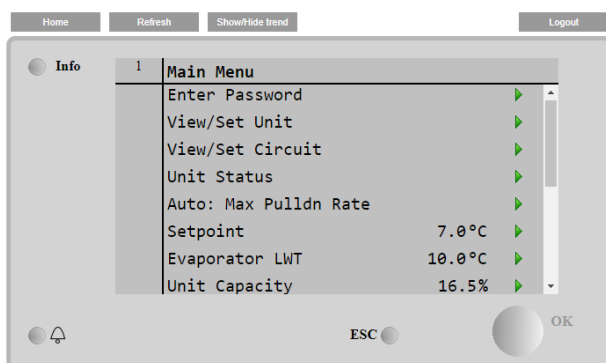 Home Refresh Show/Hide trend Logout
Info 1 Main Menu
Enter Password
View/Set Unit
View/Set Circuit
Unit Status
Auto: Max Pulldn Rate
Setpoint 7.0°C
Evaporator LWT 10.0°C
Unit Capacity 16.5%
ESC OK